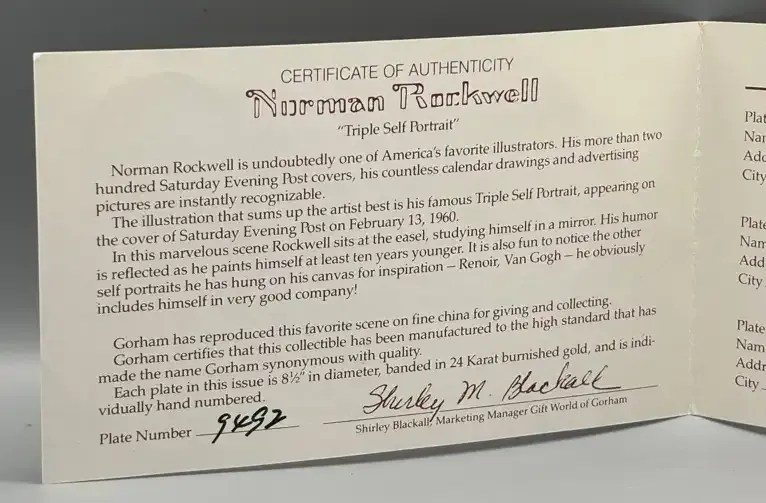 CERTIFICATE OF AUTHENTICITY
Norman Rockwell
"Triple Self Portrait"
Norman Rockwell is undoubtedly one of America's favorite illustrators. His more than two
hundred Saturday Evening Post covers, his countless calendar drawings and advertising
pictures are instantly recognizable.
The illustration that sums up the artist best is his famous Triple Self Portrait, appearing on
the cover of Saturday Evening Post on February 13, 1960.
In this marvelous scene Rockwell sits at the easel, studying himself in a mirror. His humor
is reflected as he paints himself at least ten years younger. It is also fun to notice the other
self portraits he has hung on his canvas for inspiration — Renoir, Van Gogh — he obviously
includes himself in very good company!
Gorham has reproduced this favorite scene on fine china for giving and collecting.
Gorham certifies that this collectible has been manufactured to the high standard that has
made the name Gorham synonymous with quality.
Each plate in this issue is 8½" in diameter, banded in 24 Karat burnished gold, and is indi-
vidually hand numbered.
Plate Number 9492
Shirley M. Blackall
Shirley Blackall, Marketing Manager Gift World of Gorham
Plat
Nar
Add
City
Plate
Nam
Add
City
Plate
Nam
Addr
City